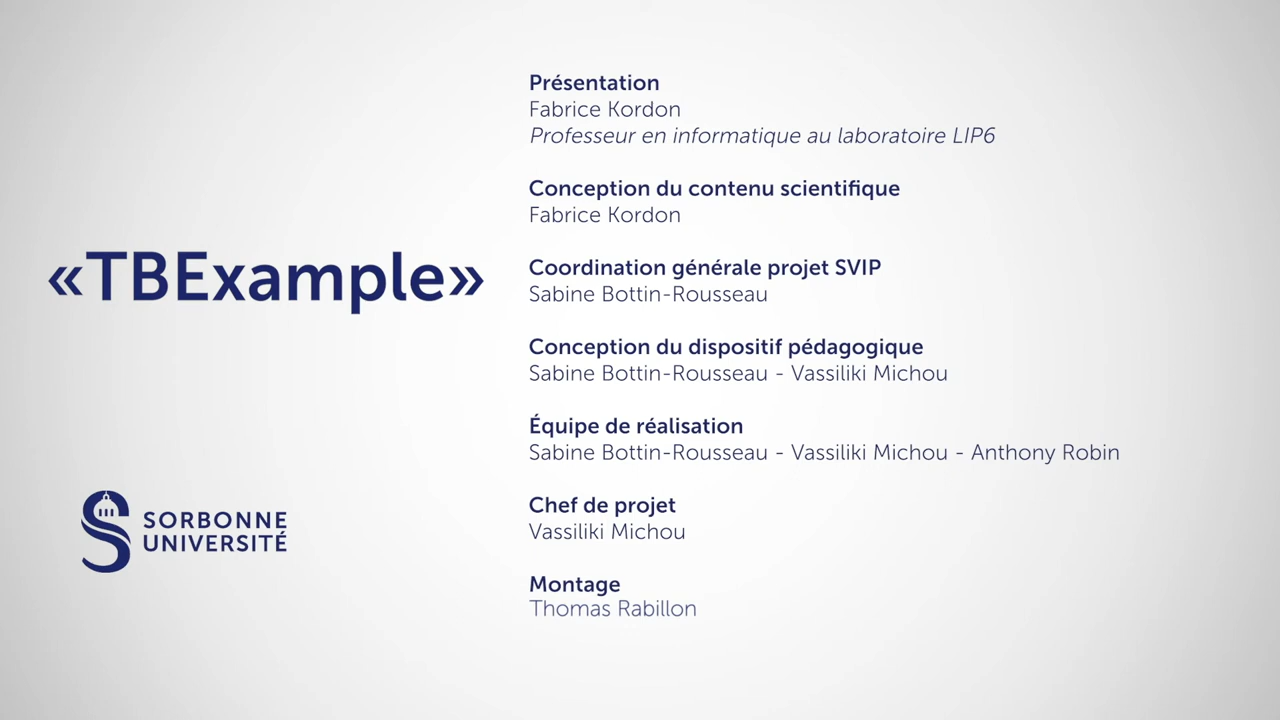 «TBExample»
SORBONNE
UNIVERSITÉ
Présentation
Fabrice Kordon
Professeur en informatique au laboratoire LIP6
Conception du contenu scientifique
Fabrice Kordon
Coordination générale projet SVIP
Sabine Bottin-Rousseau
Conception du dispositif pédagogique
Sabine Bottin-Rousseau - Vassiliki Michou
Équipe de réalisation
Sabine Bottin-Rousseau - Vassiliki Michou - Anthony Robin
Chef de projet
Vassiliki Michou
Montage
Thomas Rabillon